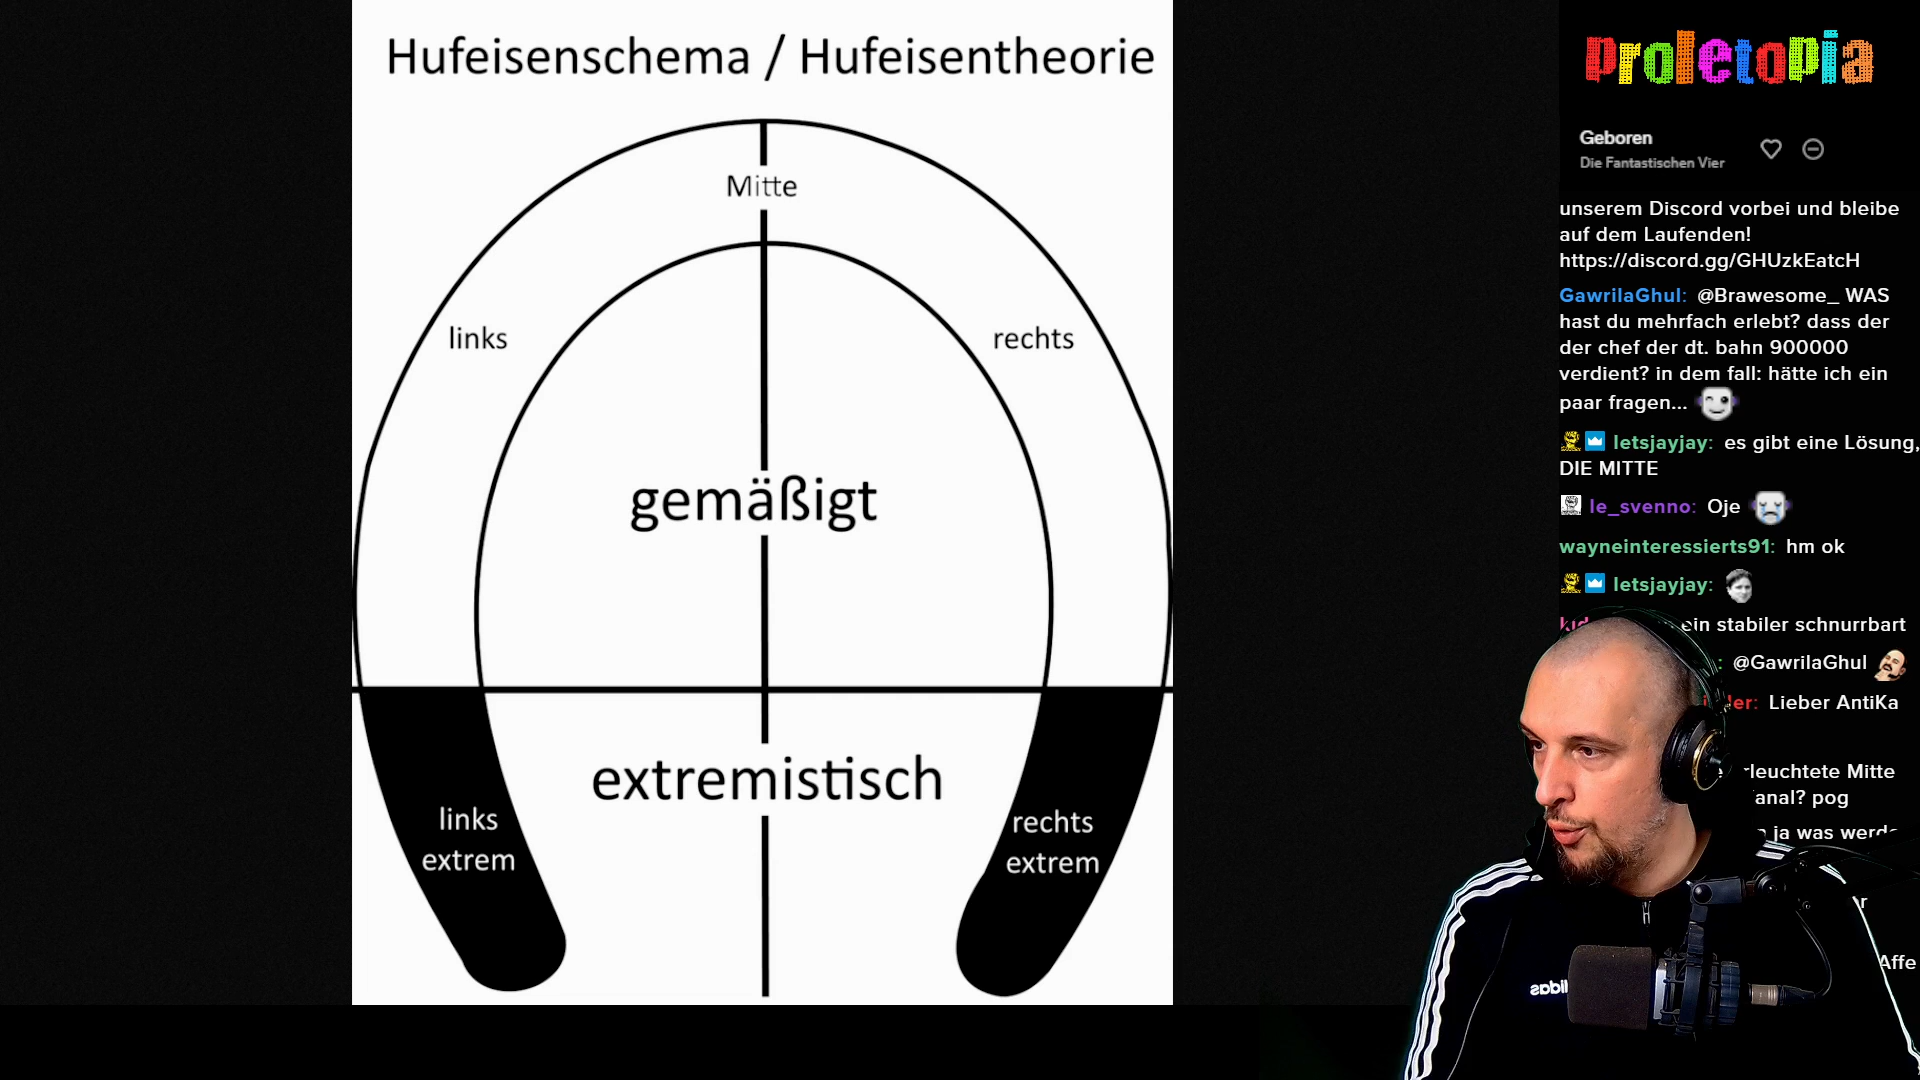 Hufeisenschema / Hufeisentheorie
Mitte
links
rechts
gemäßigt
extremistisch
links
extrem
rechts
extrem
Proletopia
Geboren
Die Fantastischen Vier
unserem Discord vorbei und bleibe
auf dem Laufenden!
https://discord.gg/GHUzkEatcH
GawrilaGhul: @Brawesome_ WAS
hast du mehrfach erlebt? dass der
der chef der dt. bahn 900000
verdient? in dem fall: hätte ich ein
paar fragen...
letsjayjay: es gibt eine Lösung,
DIE MITTE
le_svenno: Oje
wayneinteressierts91: hm ok
letsjayjay:
ein stabiler schnurrbart
: @GawrilaGhul
Lieber AntiKa
Mitte
? pog
ja was
Affe
adidas